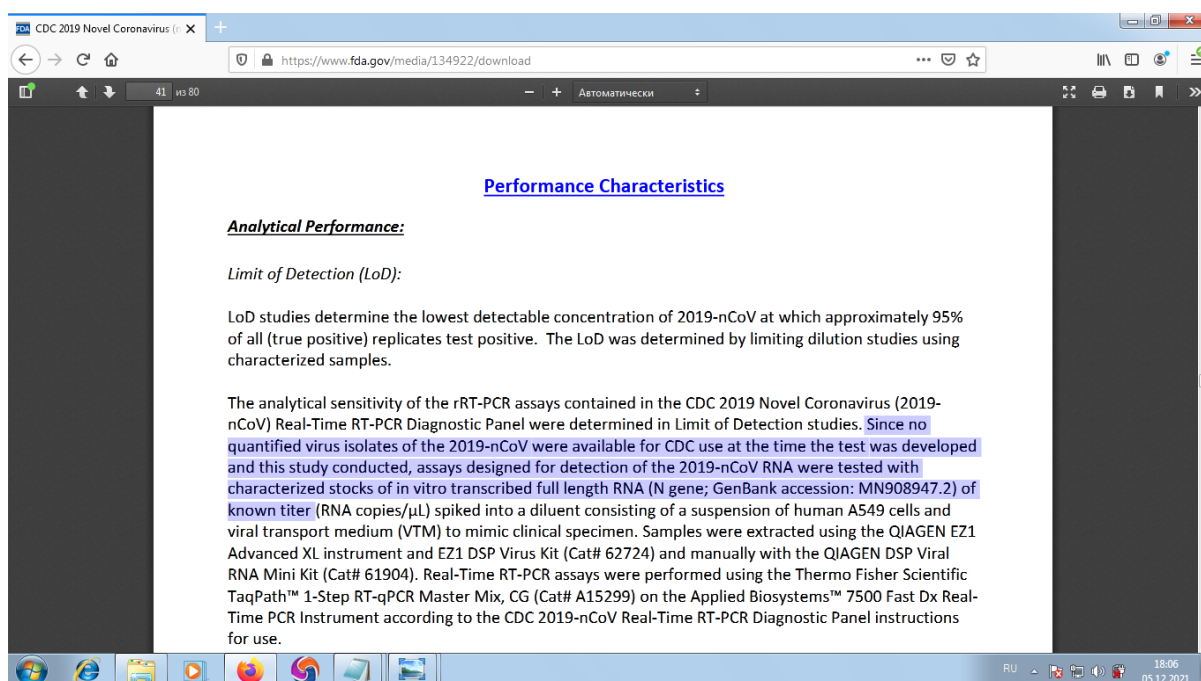 CDC 2019 Novel Coronavirus (n
https://www.fda.gov/media/134922/download
41 из 80
Автоматически
Performance Characteristics
Analytical Performance:
Limit of Detection (LoD):
LoD studies determine the lowest detectable concentration of 2019-nCoV at which approximately 95%
of all (true positive) replicates test positive.  The LoD was determined by limiting dilution studies using
characterized samples.
The analytical sensitivity of the rRT-PCR assays contained in the CDC 2019 Novel Coronavirus (2019-
nCoV) Real-Time RT-PCR Diagnostic Panel were determined in Limit of Detection studies. Since no
quantified virus isolates of the 2019-nCoV were available for CDC use at the time the test was developed
and this study conducted, assays designed for detection of the 2019-nCoV RNA were tested with
characterized stocks of in vitro transcribed full length RNA (N gene; GenBank accession: MN908947.2) of
known titer (RNA copies/µL) spiked into a diluent consisting of a suspension of human A549 cells and
viral transport medium (VTM) to mimic clinical specimen. Samples were extracted using the QIAGEN EZ1
Advanced XL instrument and EZ1 DSP Virus Kit (Cat# 62724) and manually with the QIAGEN DSP Viral
RNA Mini Kit (Cat# 61904). Real-Time RT-PCR assays were performed using the Thermo Fisher Scientific
TaqPath™ 1-Step RT-qPCR Master Mix, CG (Cat# A15299) on the Applied Biosystems™ 7500 Fast Dx Real-
Time PCR Instrument according to the CDC 2019-nCoV Real-Time RT-PCR Diagnostic Panel instructions
for use.
RU
18:06
05.12.2021